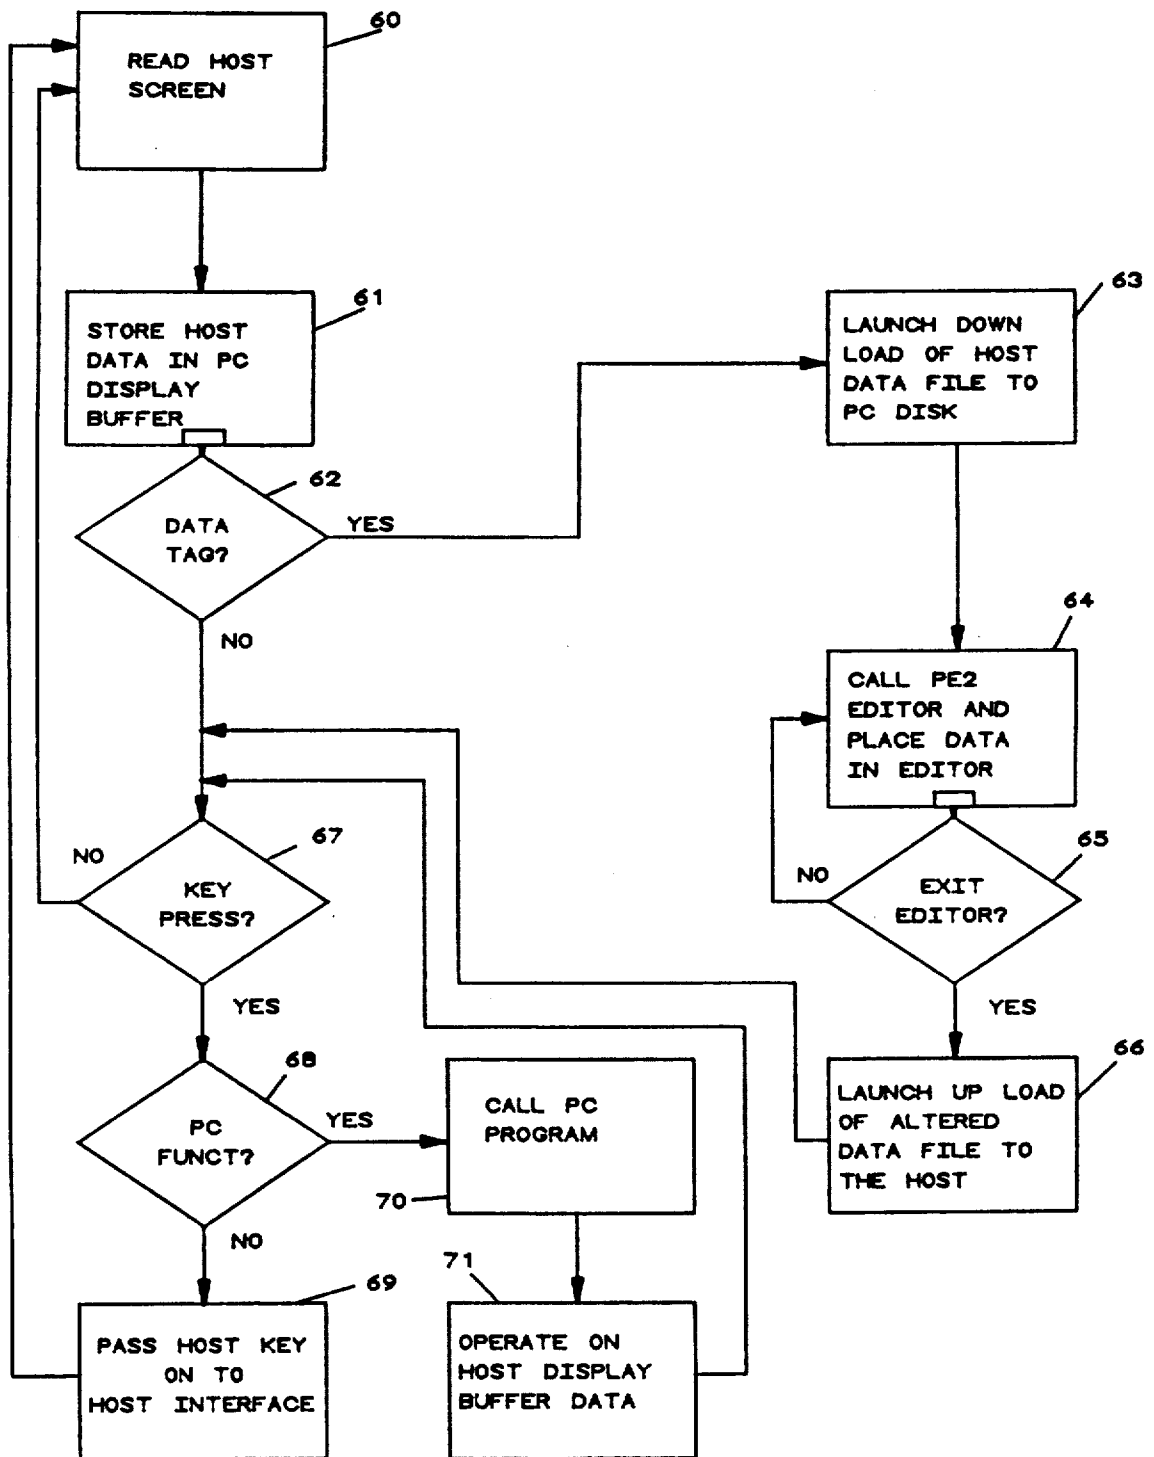 60
READ HOST
SCREEN
61
STORE HOST
DATA IN PC
DISPLAY
BUFFER
62
DATA
TAG?
YES
NO
63
LAUNCH DOWN
LOAD OF HOST
DATA FILE TO
PC DISK
64
CALL PE2
EDITOR AND
PLACE DATA
IN EDITOR
65
EXIT
EDITOR?
NO
YES
66
LAUNCH UP LOAD
OF ALTERED
DATA FILE TO
THE HOST
67
KEY
PRESS?
NO
YES
68
PC
FUNCT?
YES
NO
70
CALL PC
PROGRAM
69
PASS HOST KEY
ON TO
HOST INTERFACE
71
OPERATE ON
HOST DISPLAY
BUFFER DATA